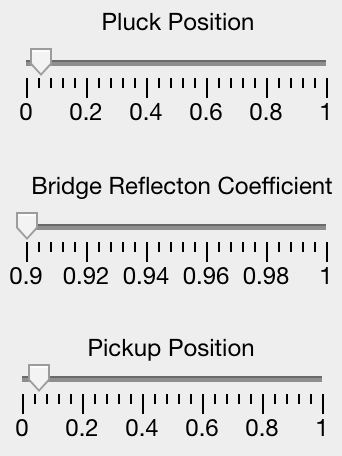 Pluck Position
0 0.2 0.4 0.6 0.8 1
Bridge Reflecton Coefficient
0.9 0.92 0.94 0.96 0.98 1
Pickup Position
0 0.2 0.4 0.6 0.8 1